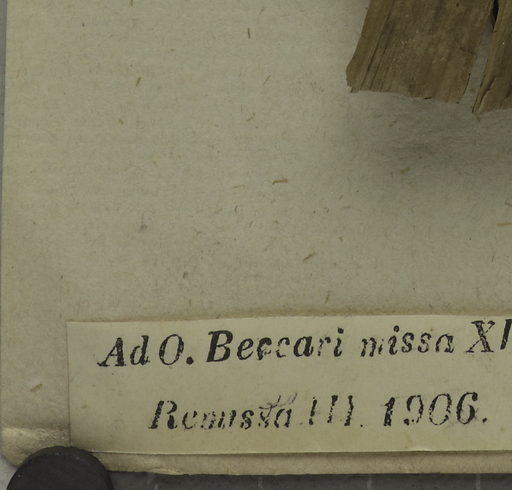 Ad O. Beccari missa XI
Remissa III. 1906.